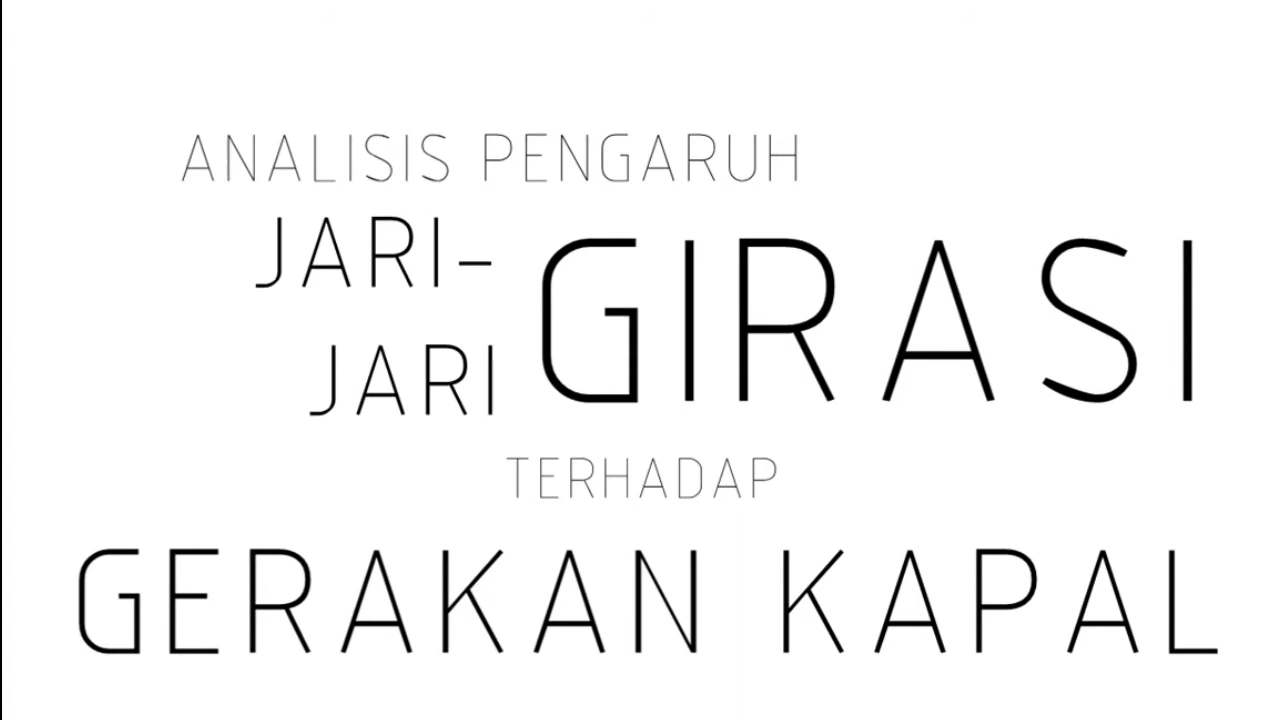 ANALISIS PENGARUH
JARI-
JARI GIRASI
TERHADAP
GERAKAN KAPAL